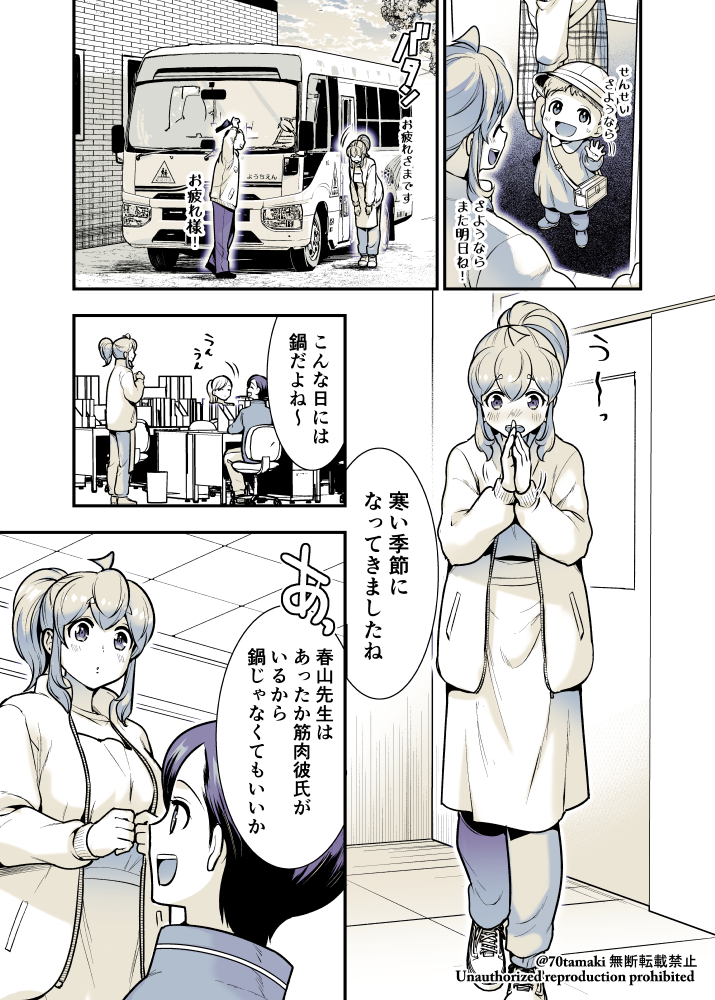 せんせい
さようなら=
さようなら
また明日ね!
バタン
お疲れさまです
ようちえん
お疲れ様!
う〜っ
寒い季節に
なってきましたね
こんな日には
鍋だよね〜
うん
うん
あっ
春山先生は
あったか筋肉彼氏が
いるから
鍋じゃなくてもいいか
@70tamaki 無断転載禁止
Unauthorized reproduction prohibited